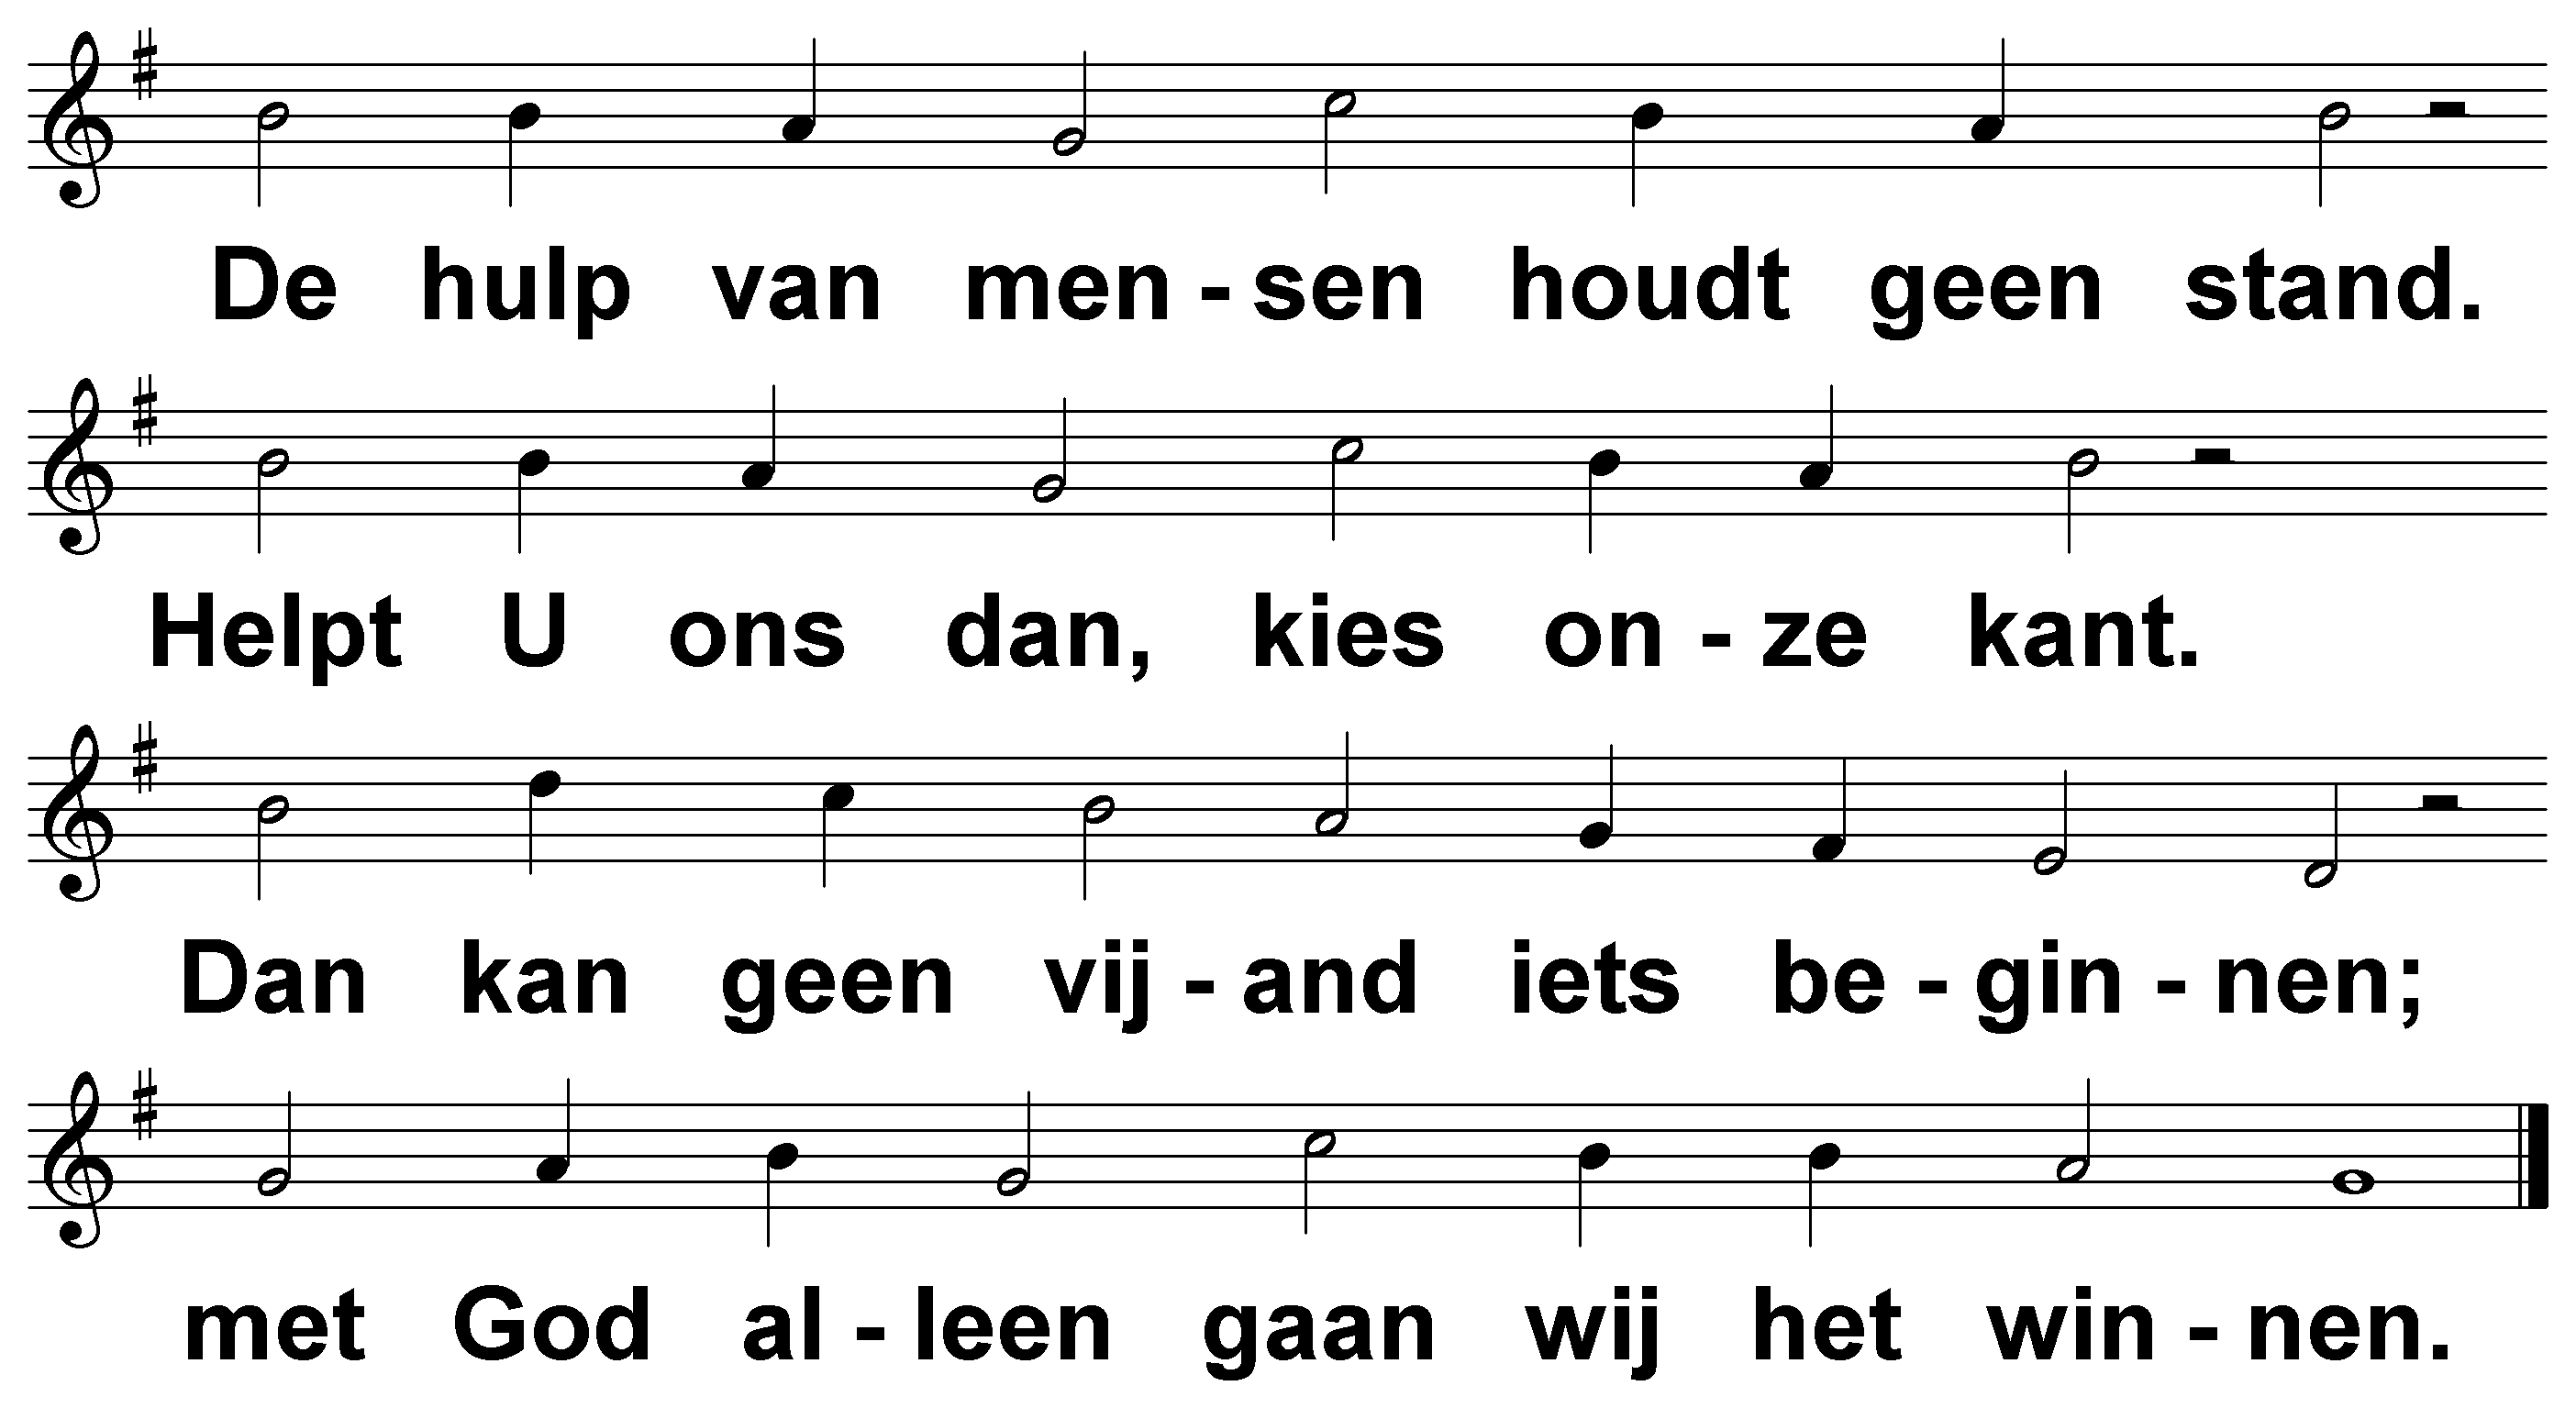 De hulp van men - sen houdt geen stand.
Helpt U ons dan, kies on - ze kant.
Dan kan geen vij - and iets be - gin - nen;
met God al - leen gaan wij het win - nen.